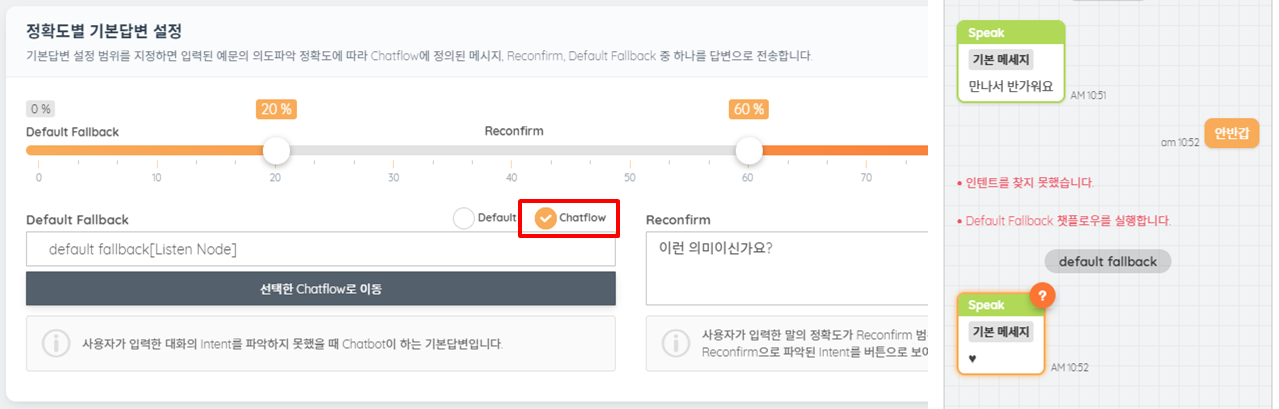 정확도별 기본답변 설정
기본답변 설정 범위를 지정하면 입력된 예문의 의도파악 정확도에 따라 Chatflow에 정의된 메시지, Reconfirm, Default Fallback 중 하나를 답변으로 전송합니다.
0 %
20 %
60 %
Default Fallback
Reconfirm
0
10
20
30
40
50
60
70
Default Fallback
Default
Chatflow
default fallback[Listen Node]
선택한 Chatflow로 이동
사용자가 입력한 대화의 Intent를 파악하지 못했을 때 Chatbot이 하는 기본답변입니다.
Reconfirm
이런 의미이신가요?
사용자가 입력한 말의 정확도가 Reconfirm 범
Reconfirm으로 파악된 Intent를 버튼으로 보여
Speak
기본 메세지
만나서 반가워요
AM 10:51
am 10:52
안반갑
• 인텐트를 찾지 못했습니다.
• Default Fallback 챗플로우를 실행합니다.
default fallback
?
Speak
기본 메세지
♥
AM 10:52